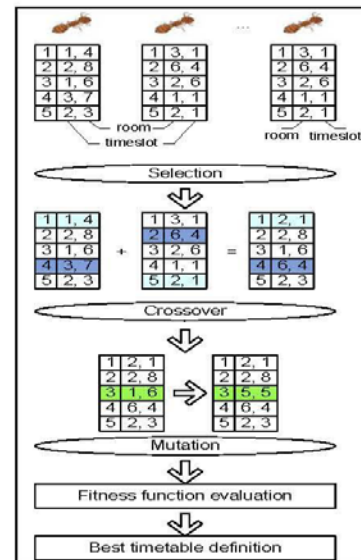 ...
1 1, 4 1 3, 1 1 3, 1
2 2, 8 2 6, 4 2 6, 4
3 1, 6 3 2, 6 3 2, 6
4 3, 7 4 1, 1 4 1, 1
5 2, 3 5 2, 1 5 2, 1
room room timeslot
timeslot
Selection
1 1, 4 1 3, 1 1 2, 1
2 2, 8 2 6, 4 2 2, 8
3 1, 6 + 3 2, 6 = 3 1, 6
4 3, 7 4 1, 1 4 6, 4
5 2, 3 5 2, 1 5 2, 3
Crossover
1 2, 1 1 2, 1
2 2, 8 2 2, 8
3 1, 6 3 5, 5
4 6, 4 4 6, 4
5 2, 3 5 2, 3
Mutation
Fitness function evaluation
Best timetable definition